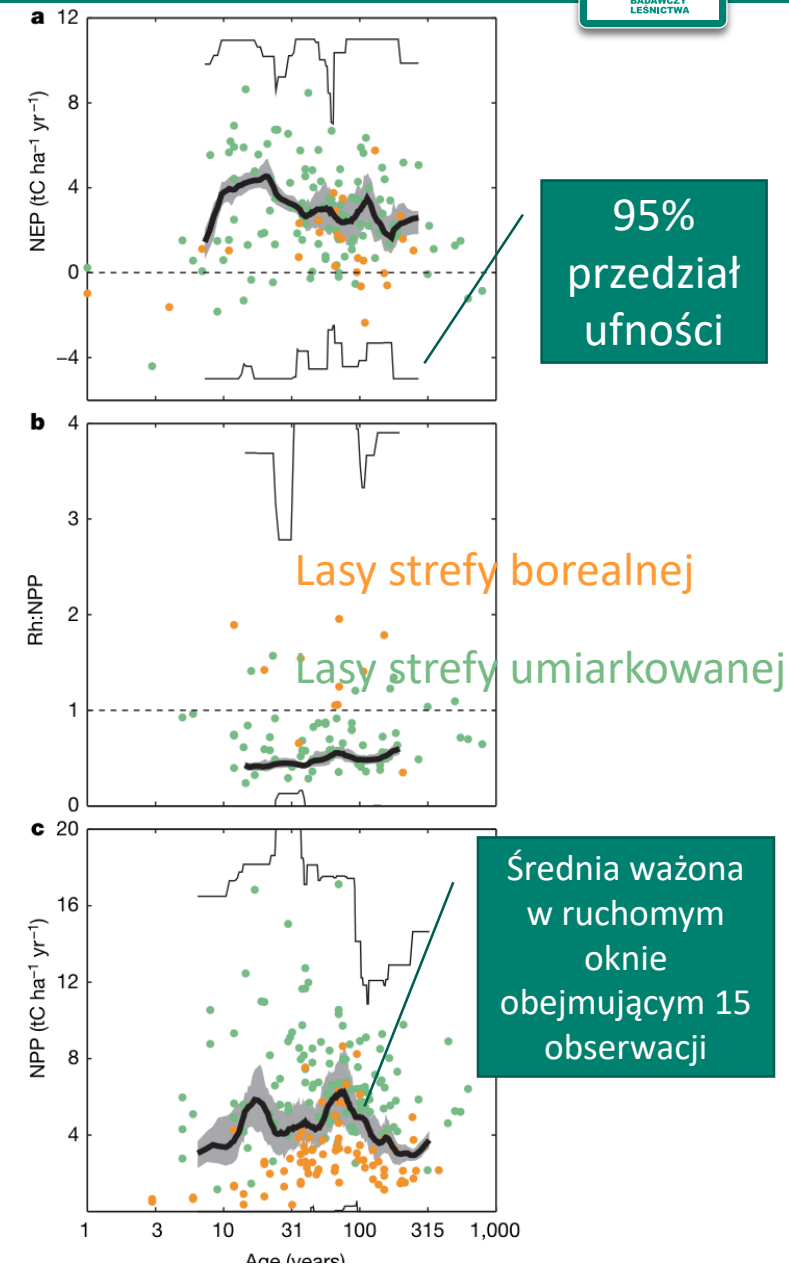 BADAWCZY
LEŚNICTWA
a
12
8
4
0
−4
NEP (tC ha⁻¹ yr⁻¹)
95%
przedział
ufności
b
4
3
2
1
0
Rh:NPP
Lasy strefy borealnej
Lasy strefy umiarkowanej
c
20
16
12
8
4
NPP (tC ha⁻¹ yr⁻¹)
Średnia ważona
w ruchomym
oknie
obejmującym 15
obserwacji
1 3 10 31 100 315 1,000
Age (years)